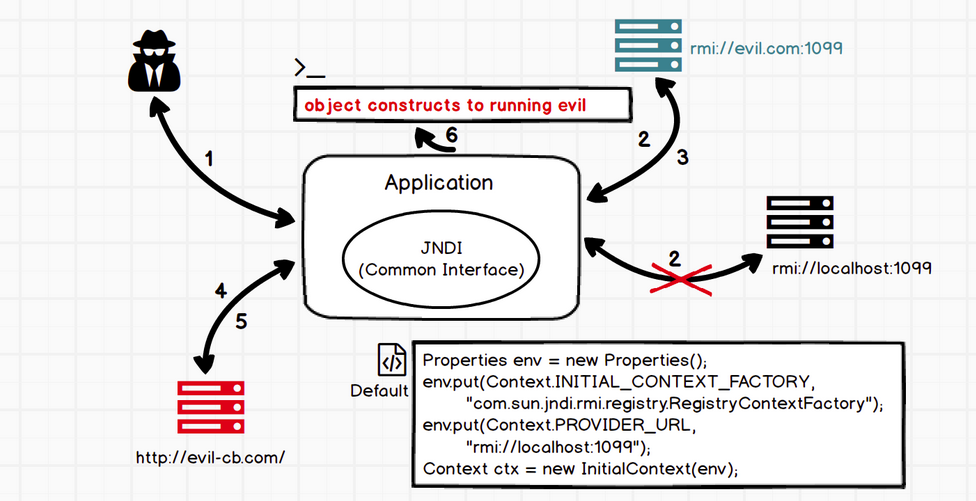 rmi://evil.com:1099
>_
object constructs to running evil
6
2
3
1
Application
JNDI
(Common Interface)
2
rmi://localhost:1099
4
5
http://evil-cb.com/
</>
Default
Properties env = new Properties();
env.put(Context.INITIAL_CONTEXT_FACTORY,
"com.sun.jndi.rmi.registry.RegistryContextFactory");
env.put(Context.PROVIDER_URL,
"rmi://localhost:1099");
Context ctx = new InitialContext(env);